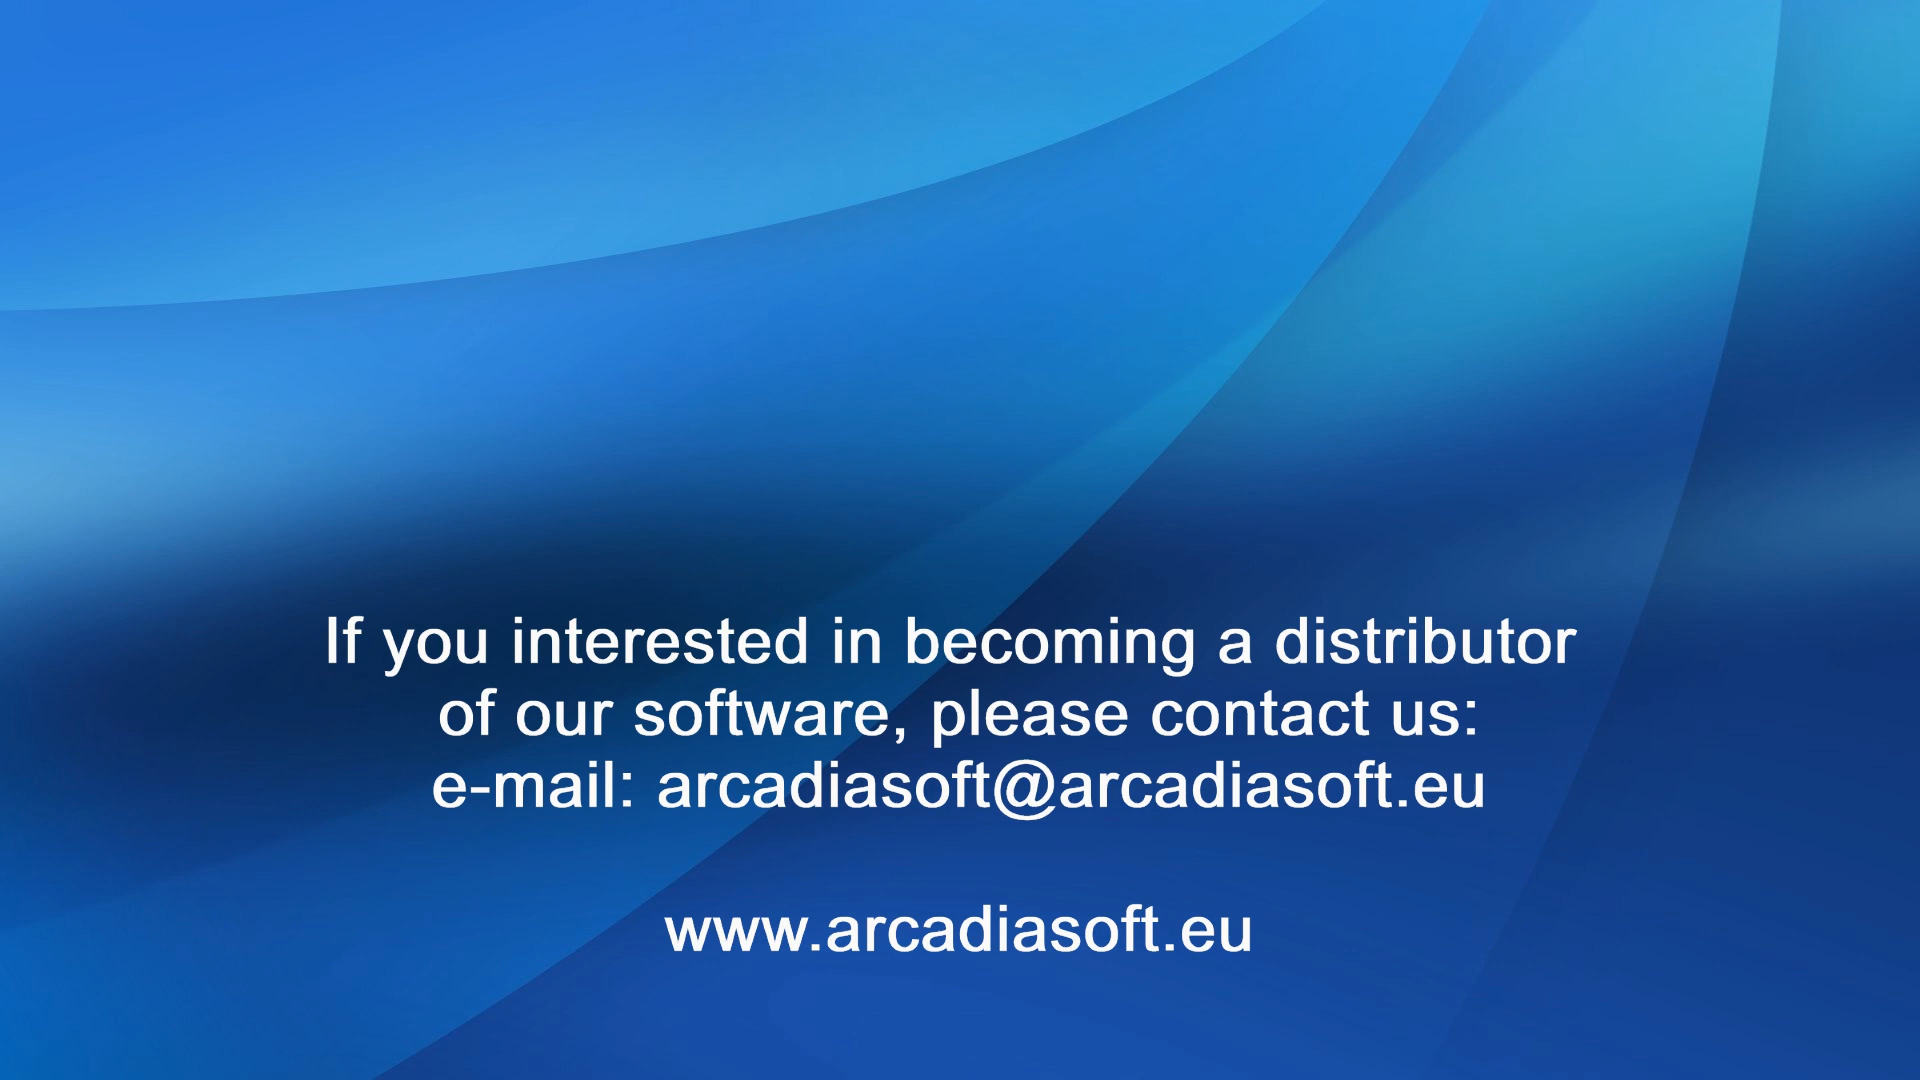 If you interested in becoming a distributor
of our software, please contact us:
e-mail: arcadiasoft@arcadiasoft.eu
www.arcadiasoft.eu